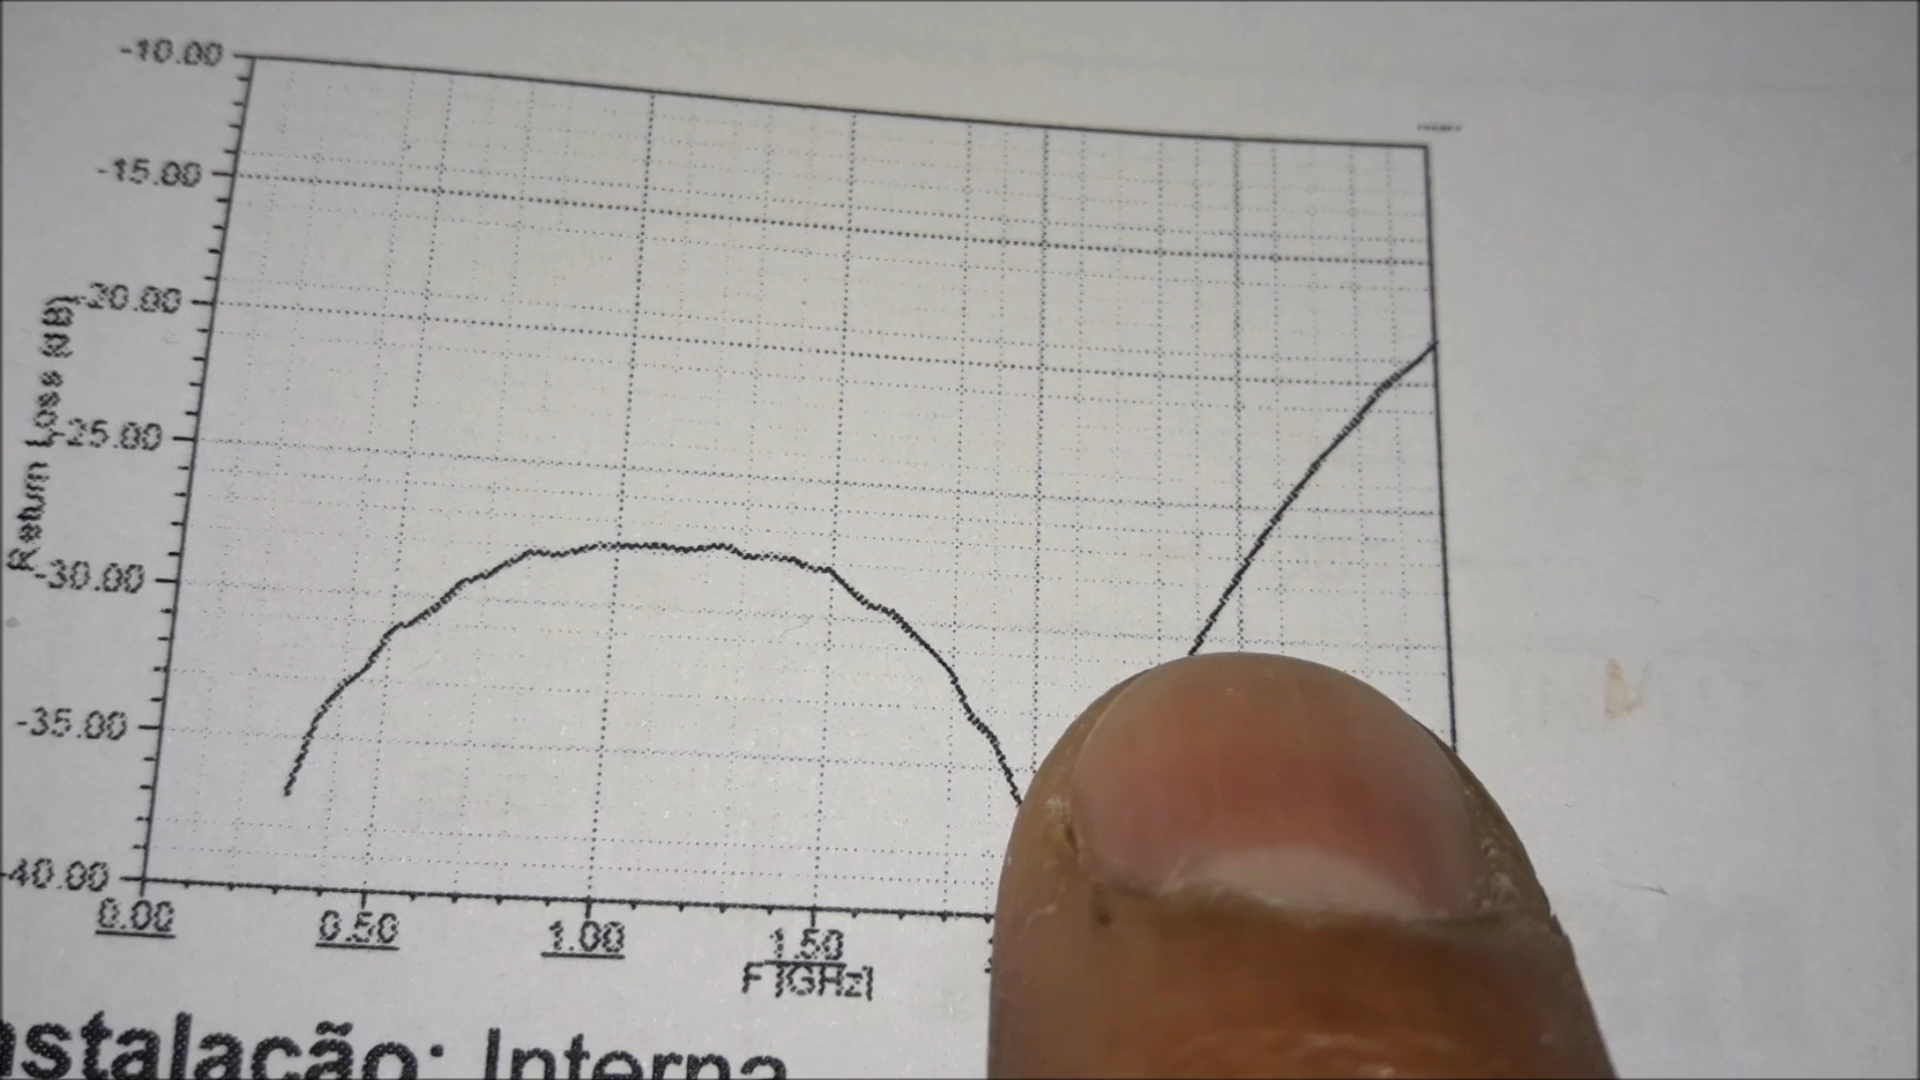 -10.00
-15.00
-20.00
-25.00
-30.00
-35.00
-40.00
Return Loss (dB)
0.00 0.50 1.00 1.50
F [GHz]
nstalação: Interna